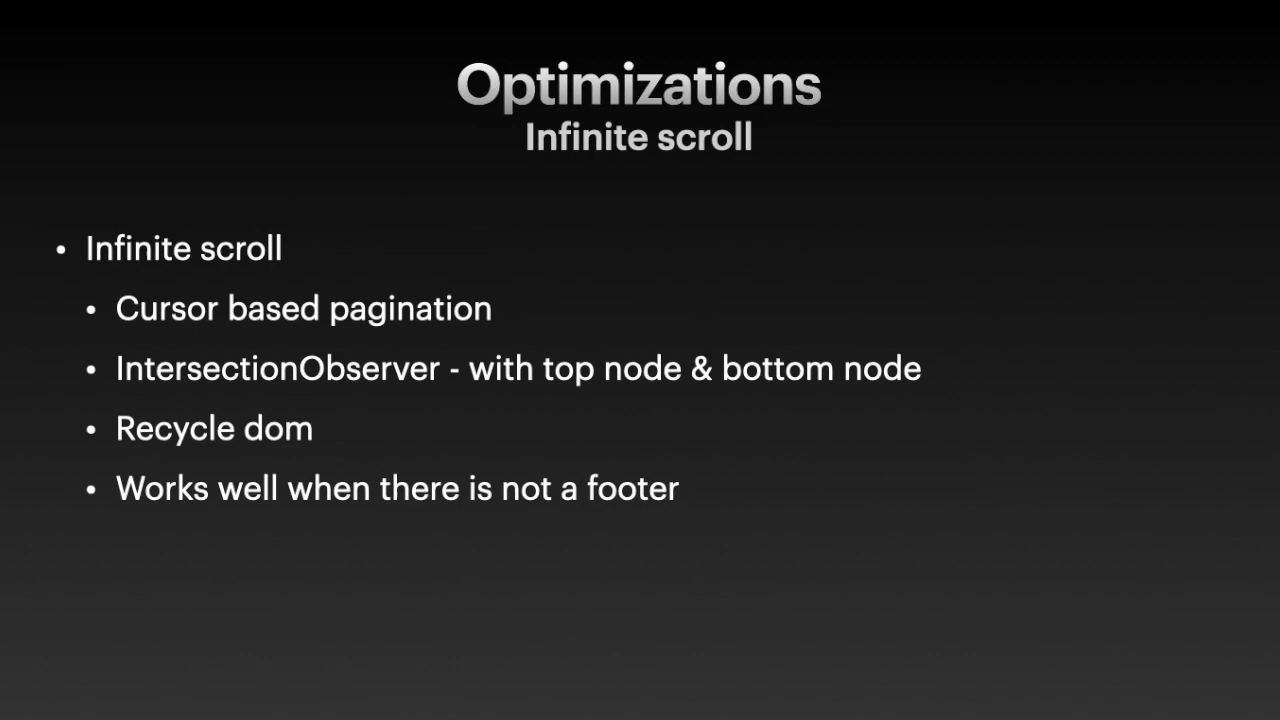 Optimizations
Infinite scroll
• Infinite scroll
• Cursor based pagination
• IntersectionObserver - with top node & bottom node
• Recycle dom
• Works well when there is not a footer